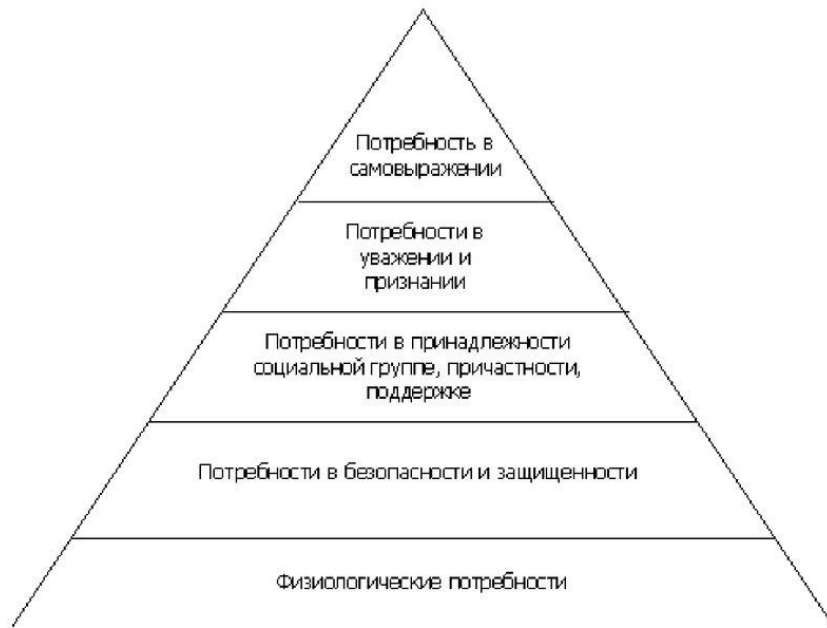 Потребность в
самовыражении
Потребности в
уважении и
признании
Потребности в принадлежности
социальной группе, причастности,
поддержке
Потребности в безопасности и защищенности
Физиологические потребности